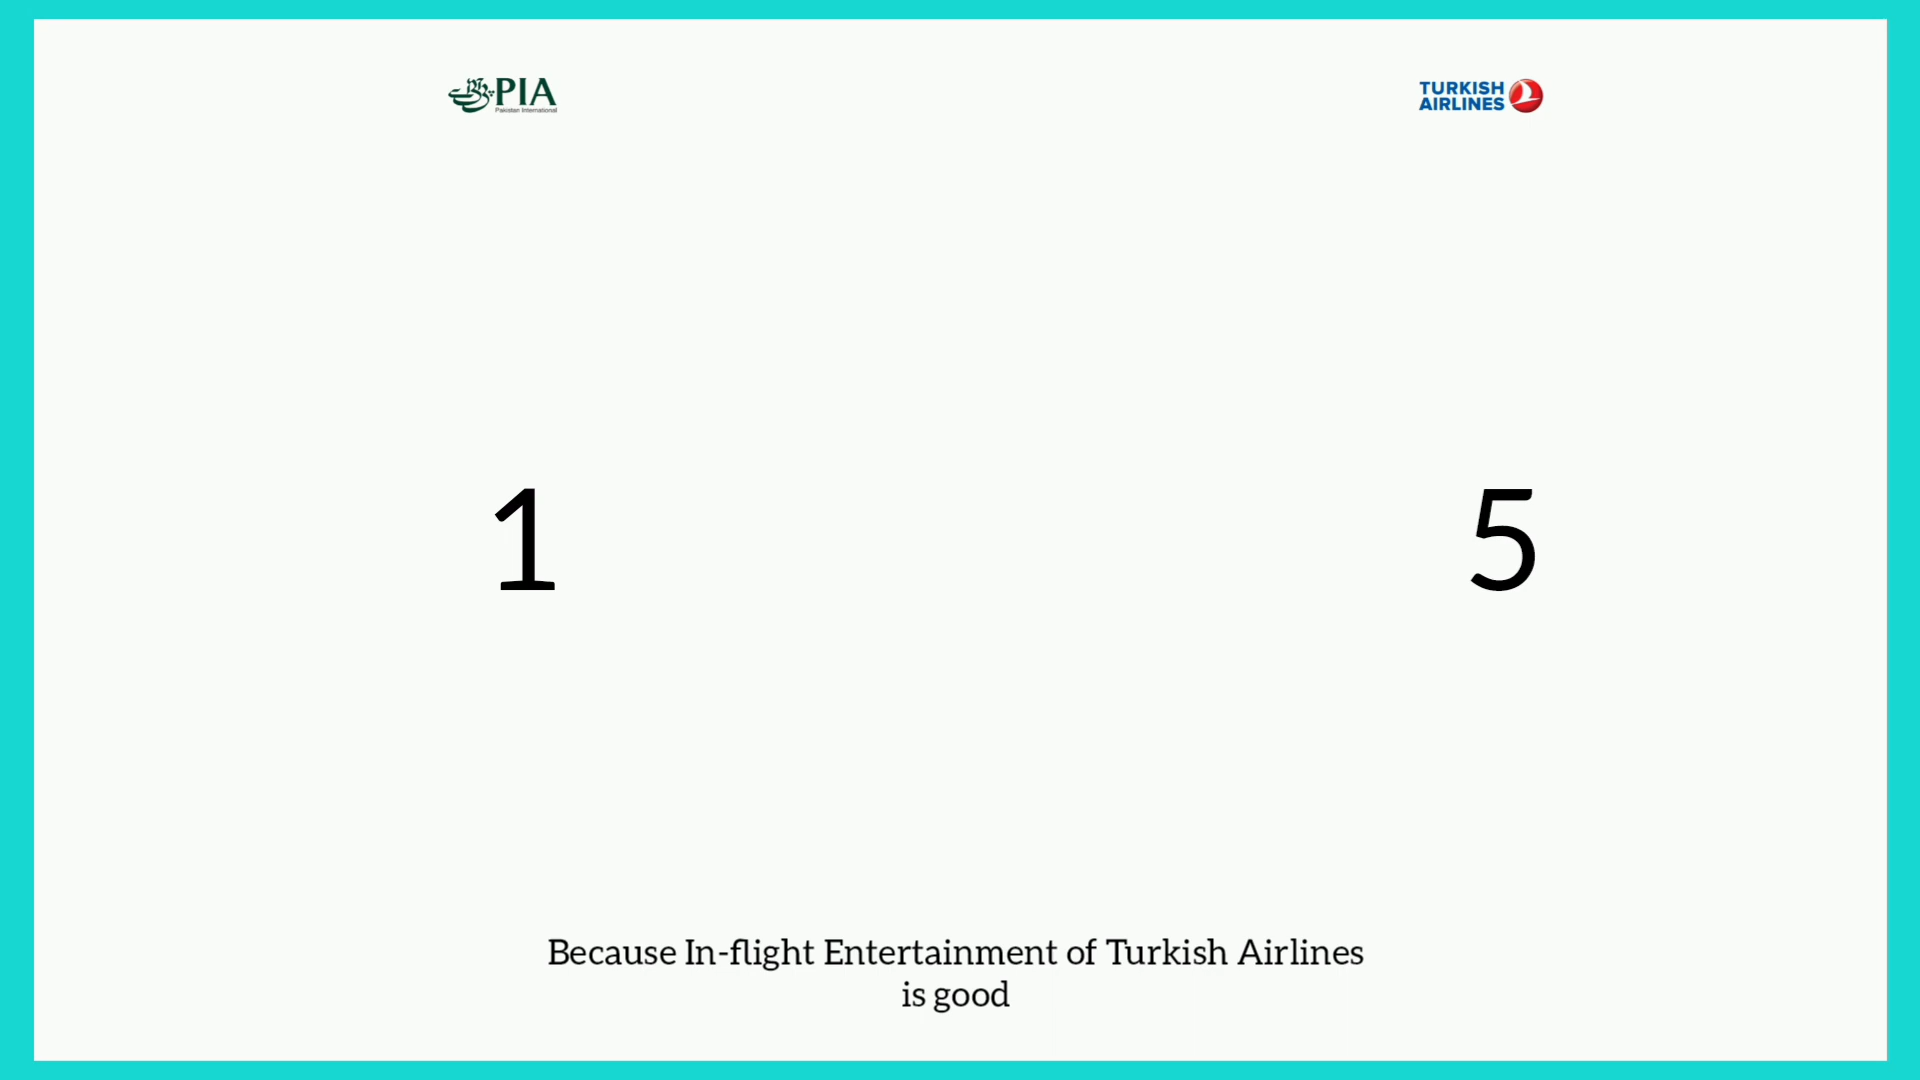 PIA
Pakistan International
TURKISH
AIRLINES
1
5
Because In-flight Entertainment of Turkish Airlines
is good